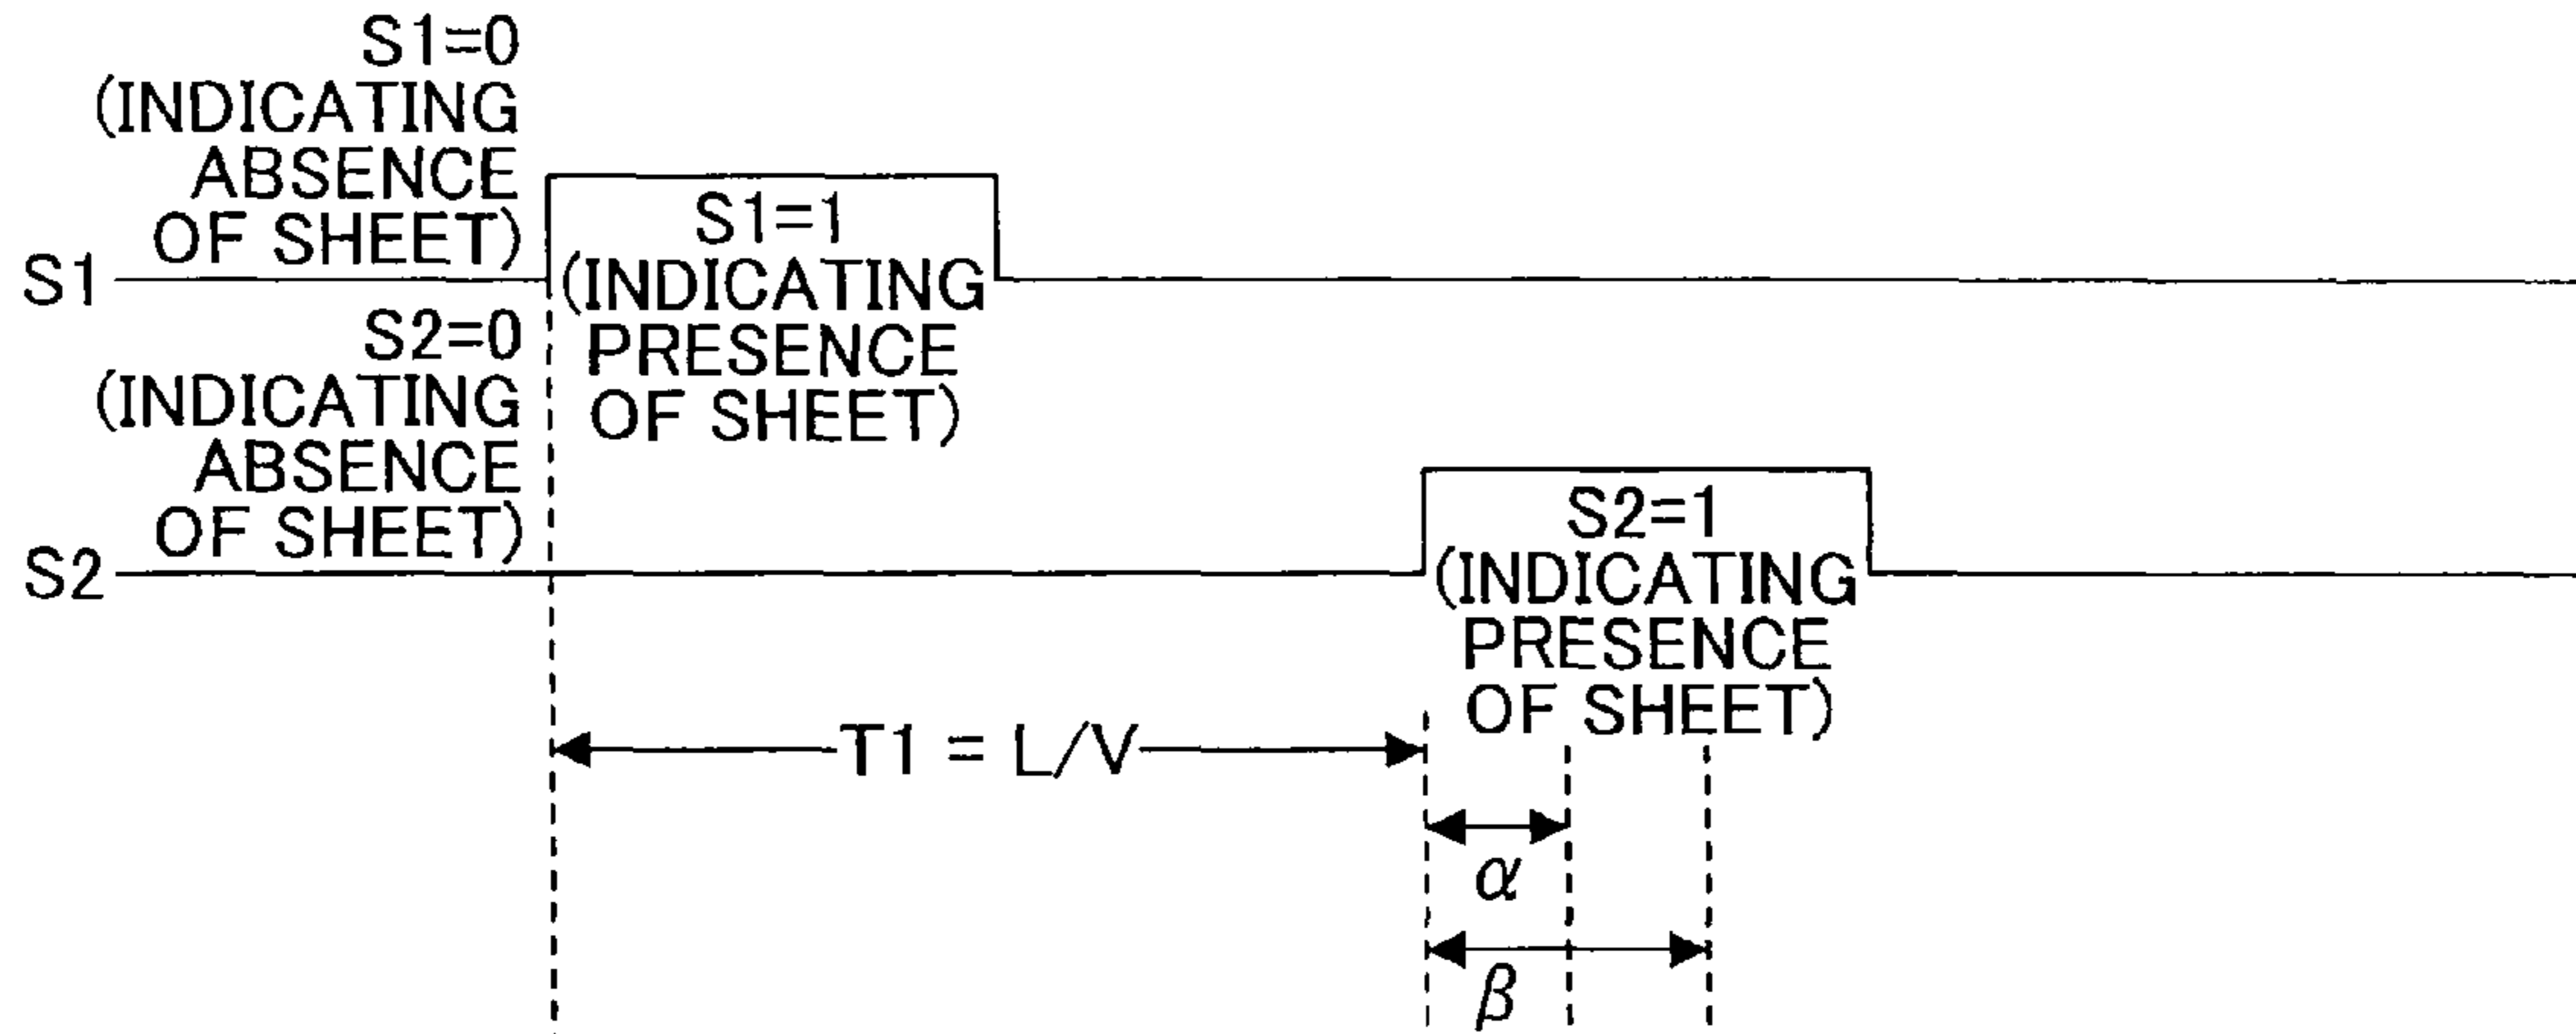 S1=0
(INDICATING
ABSENCE
OF SHEET)
S1
S1=1
(INDICATING
PRESENCE
OF SHEET)
S2=0
(INDICATING
ABSENCE
OF SHEET)
S2
S2=1
(INDICATING
PRESENCE
OF SHEET)
T1 = L/V
α
β